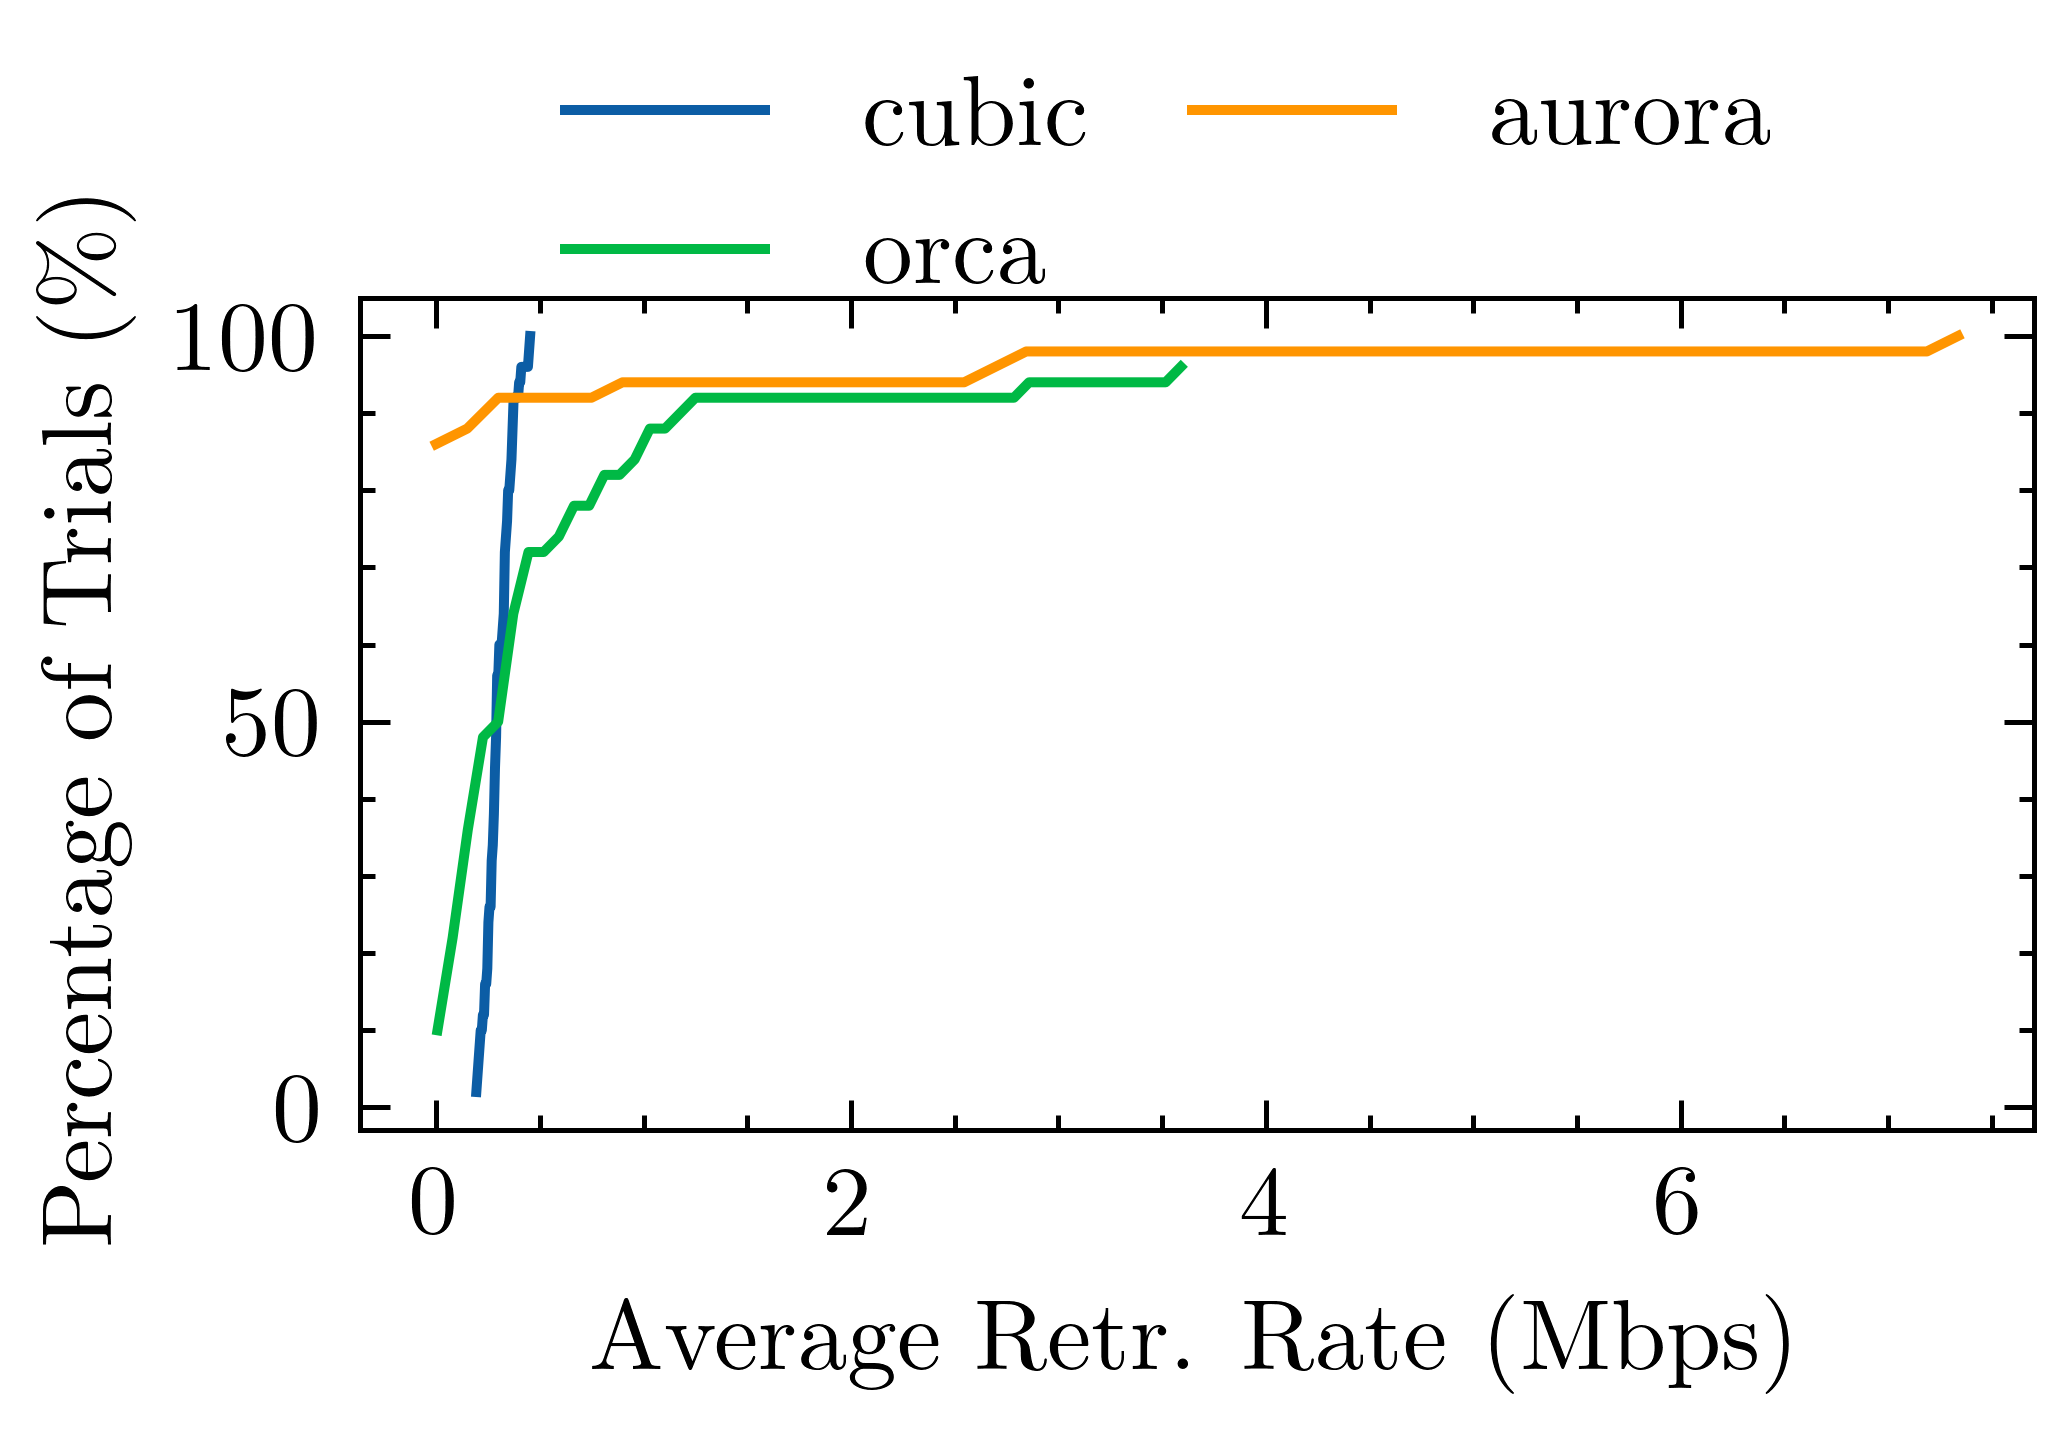 cubic
aurora
orca
Percentage of Trials (%)
100
50
0
0 2 4 6
Average Retr. Rate (Mbps)